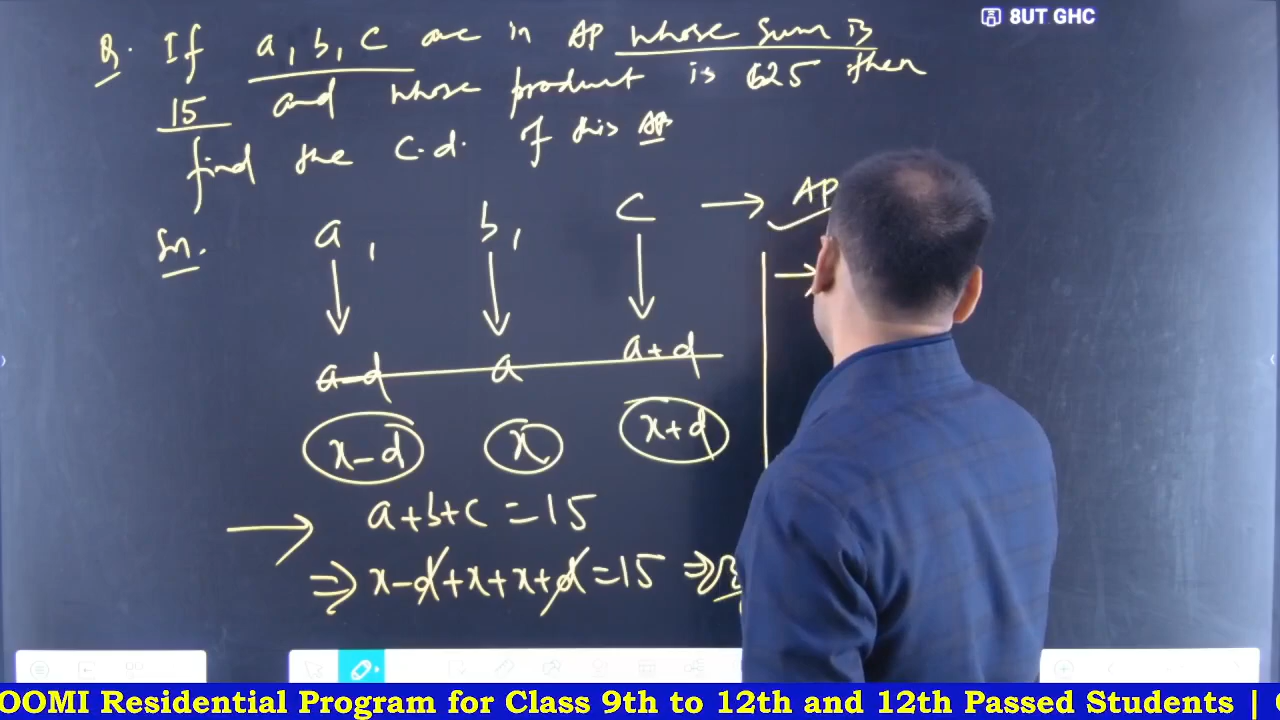 8UT GHC
Q. If a, b, c are in AP whose sum is
15 and whose product is 625 then
find the c.d. of this AP.
Sn. a, b, c → AP
a-d a a+d
x-d x x+d
→ a+b+c =15
⇒ x-d+x+x+d=15 ⇒
OOMI Residential Program for Class 9th to 12th and 12th Passed Students |